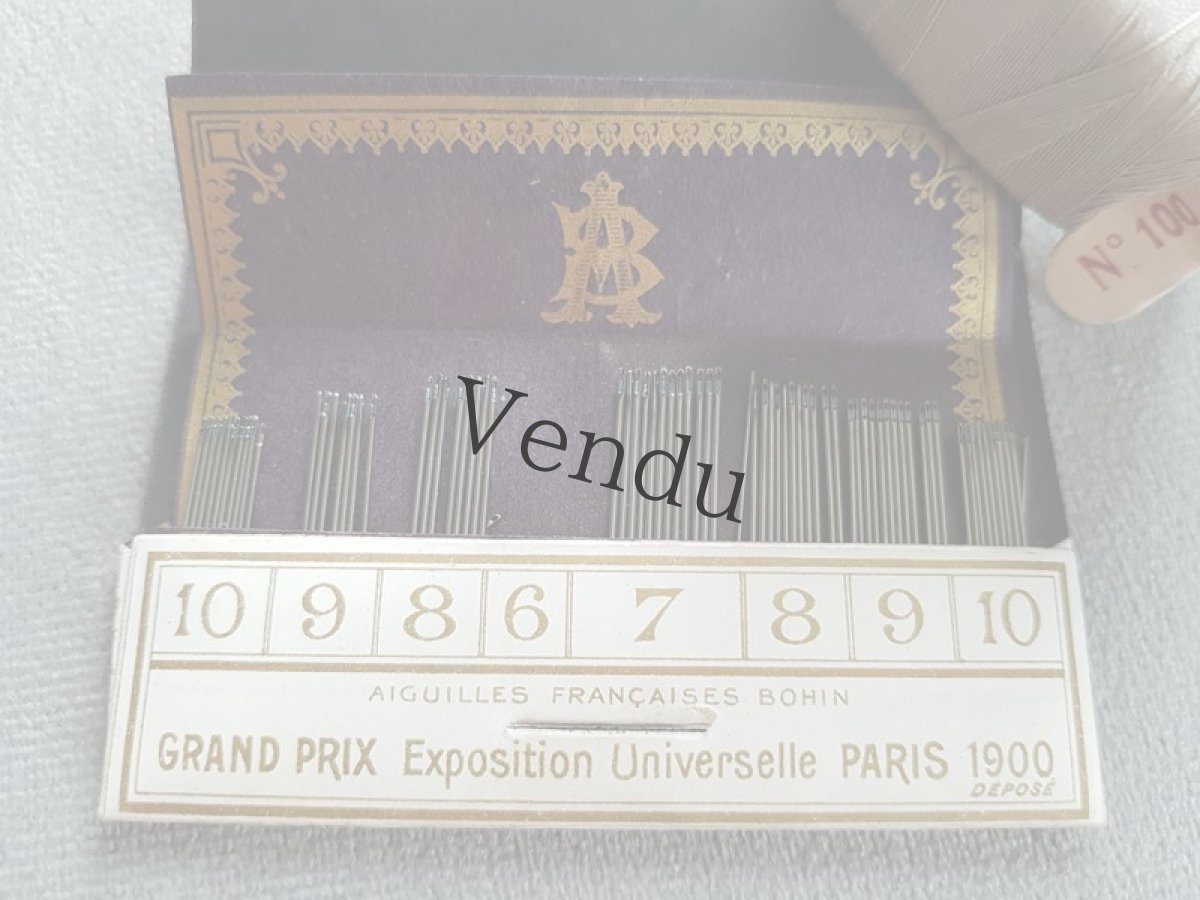 N° 100
AB
Vendu
10 9 8 6 7 8 9 10
AIGUILLES FRANÇAISES BOHIN
GRAND PRIX Exposition Universelle PARIS 1900
DÉPOSÉ